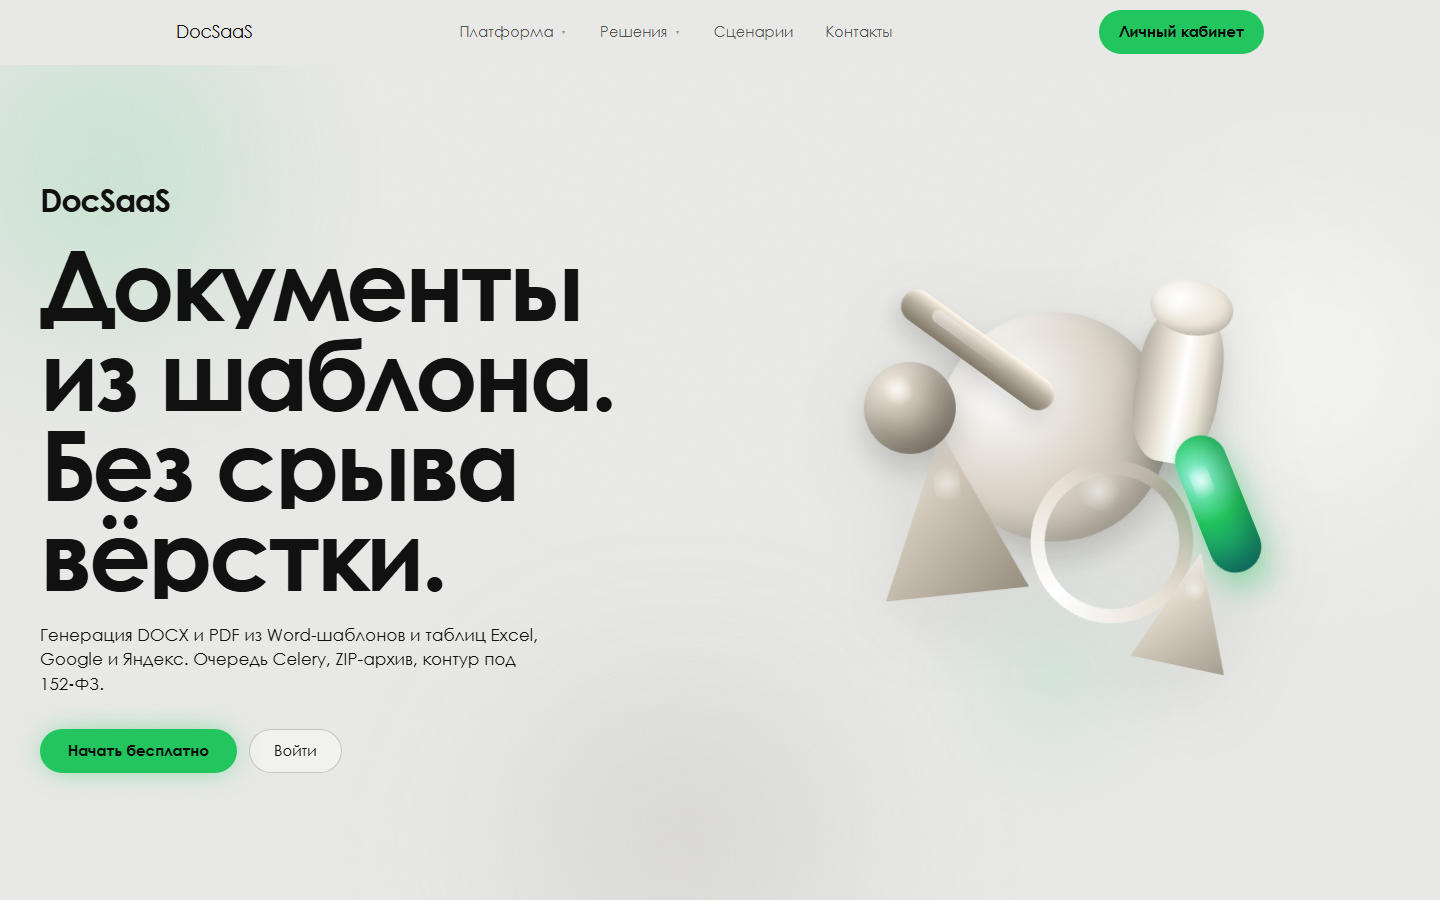 DocSaaS
Платформа
Решения
Сценарии
Контакты
Личный кабинет
DocSaaS
Документы
из шаблона.
Без срыва
вёрстки.
Генерация DOCX и PDF из Word-шаблонов и таблиц Excel,
Google и Яндекс. Очередь Celery, ZIP-архив, контур под
152-ФЗ.
Начать бесплатно
Войти